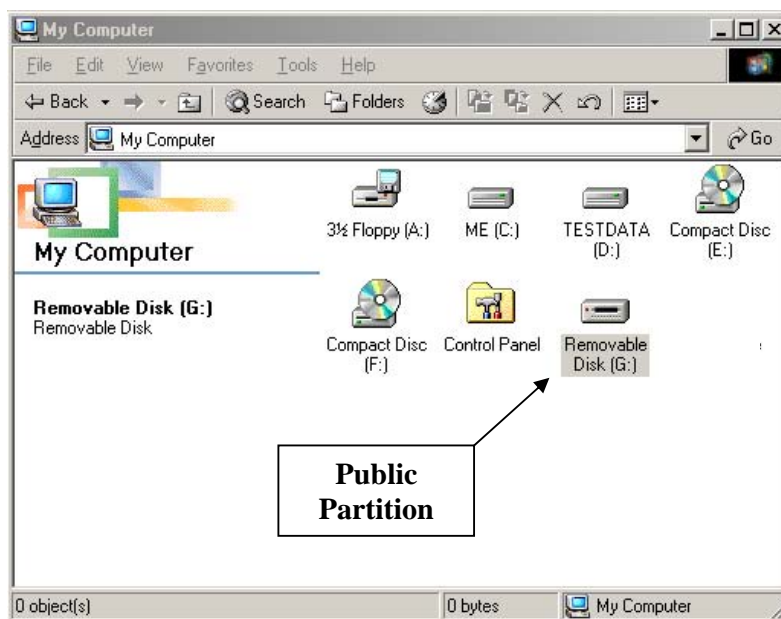 My Computer
File Edit View Favorites Tools Help
Back Search Folders
Address My Computer Go
My Computer
Removable Disk (G:)
Removable Disk
3½ Floppy (A:)
ME (C:)
TESTDATA
(D:)
Compact Disc
(E:)
Compact Disc
(F:)
Control Panel
Removable
Disk (G:)
Public
Partition
0 object(s) 0 bytes My Computer